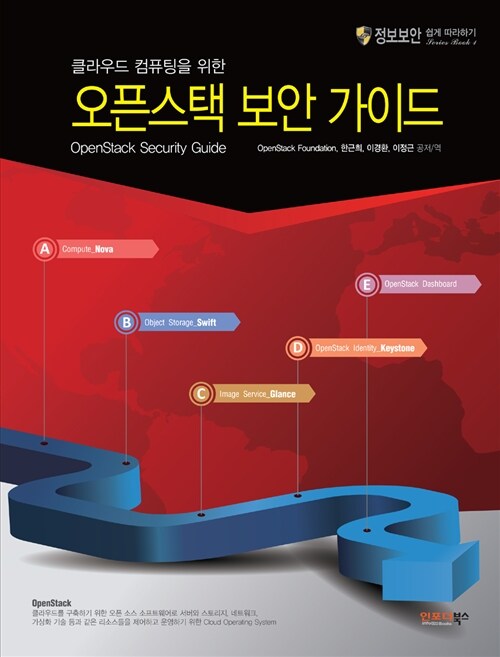 정보보안 쉽게 따라하기
Series Book 1
클라우드 컴퓨팅을 위한
오픈스택 보안 가이드
OpenStack Security Guide
OpenStack Foundation, 한근희, 이경환, 이정근 공저/역
A Compute_Nova
E OpenStack Dashboard
B Object Storage_Swift
D OpenStack Identity_Keystone
C Image Service_Glance
OpenStack
클라우드를 구축하기 위한 오픈 소스 소프트웨어로 서버와 스토리지, 네트워크,
가상화 기술 등과 같은 리소스들을 제어하고 운영하기 위한 Cloud Operating System
인포더북스